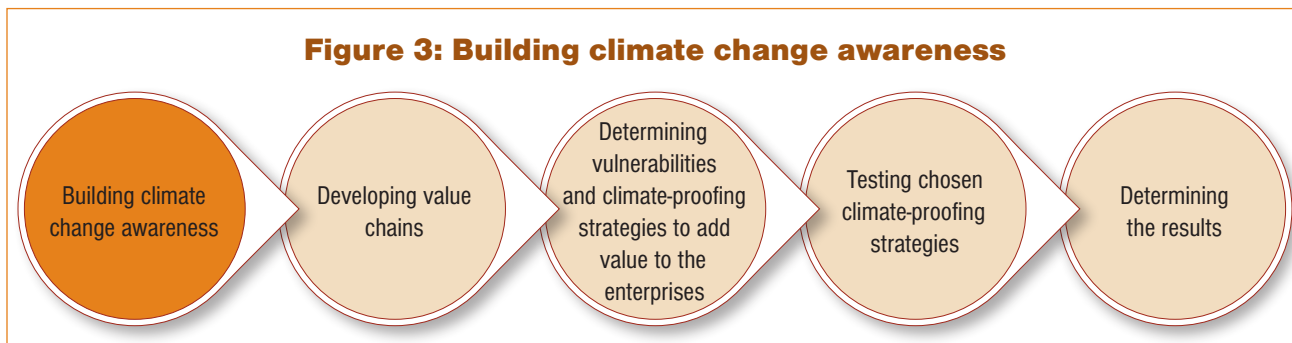 Figure 3: Building climate change awareness
Building climate
change awareness
Developing value
chains
Determining
vulnerabilities
and climate-proofing
strategies to add
value to the
enterprises
Testing chosen
climate-proofing
strategies
Determining
the results